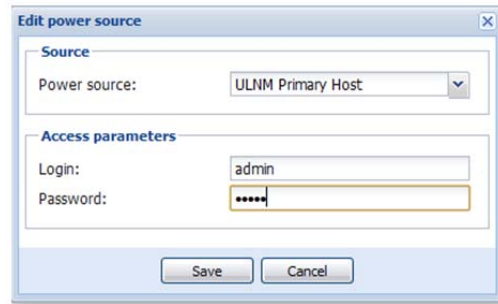 Edit power source
Source
Power source: ULNM Primary Host
Access parameters
Login: admin
Password: •••••
Save Cancel